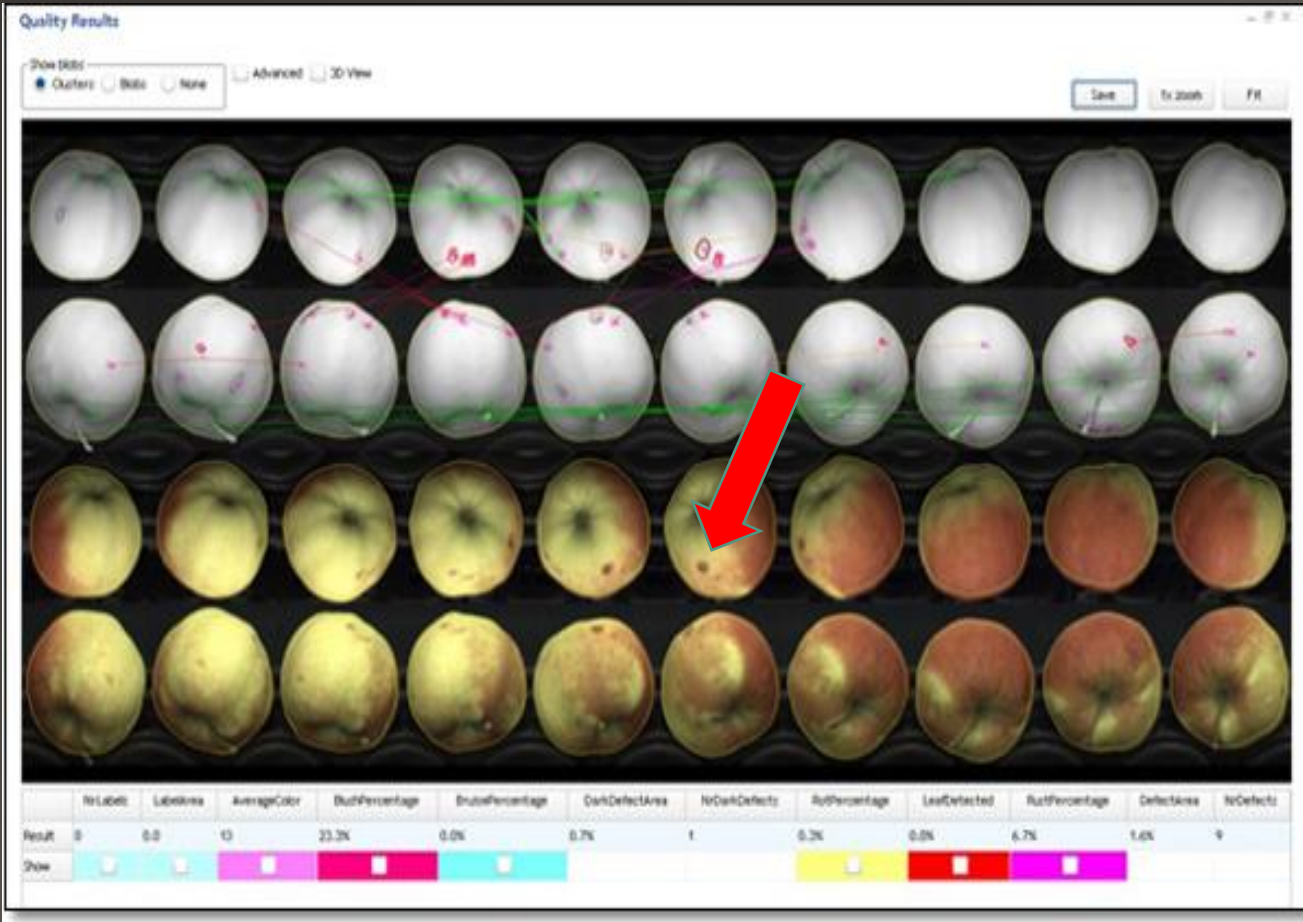 Quality Results
Show blobs
Clusters Blobs None Advanced 3D View
Save 1x zoom Fit
NrLabels LabelArea AverageColor BlushPercentage BruisePercentage DarkDefectArea NrDarkDefects RotPercentage LeafDetected RustPercentage DefectArea NrDefects
Result 0 0.0 13 23.3% 0.0% 0.7% 1 0.3% 0.0% 6.7% 1.6% 9
Show